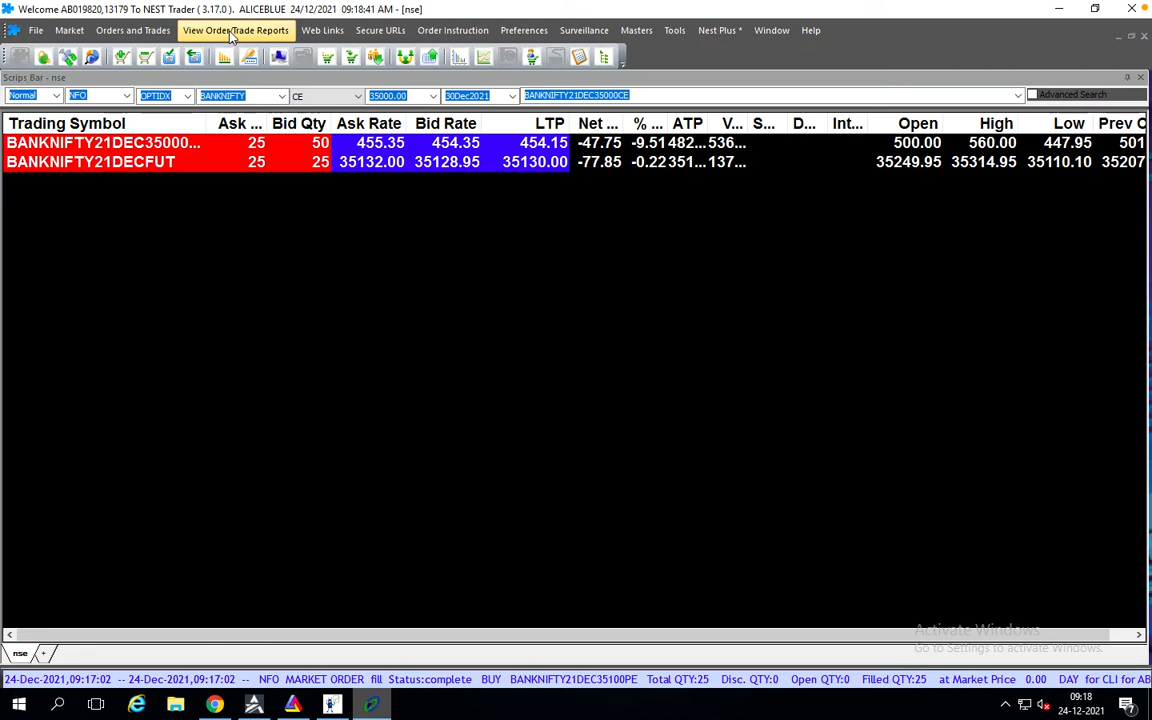 Welcome AB019820,13179 To NEST Trader ( 3.17.0 ). ALICEBLUE 24/12/2021 09:18:41 AM - [nse]
File Market Orders and Trades View Order/Trade Reports Web Links Secure URLs Order Instruction Preferences Surveillance Masters Tools Nest Plus * Window Help
Scrips Bar - nse
Normal NFO OPTIDX BANKNIFTY CE 35000.00 30Dec2021 BANKNIFTY21DEC35000CE Advanced Search
Trading Symbol Ask ... Bid Qty Ask Rate Bid Rate LTP Net ... % ... ATP V... S... D... Int... Open High Low Prev C
BANKNIFTY21DEC35000... 25 50 455.35 454.35 454.15 -47.75 -9.51 482... 536... 500.00 560.00 447.95 501
BANKNIFTY21DECFUT 25 25 35132.00 35128.95 35130.00 -77.85 -0.22 351... 137... 35249.95 35314.95 35110.10 35207
Activate Windows
Go to Settings to activate Windows.
nse +
24-Dec-2021,09:17:02 -- 24-Dec-2021,09:17:02 -- NFO MARKET ORDER fill Status:complete BUY BANKNIFTY21DEC35100PE Total QTY:25 Disc. QTY:0 Open QTY:0 Filled QTY:25 at Market Price 0.00 DAY for CLI for AB
09:18
24-12-2021
7